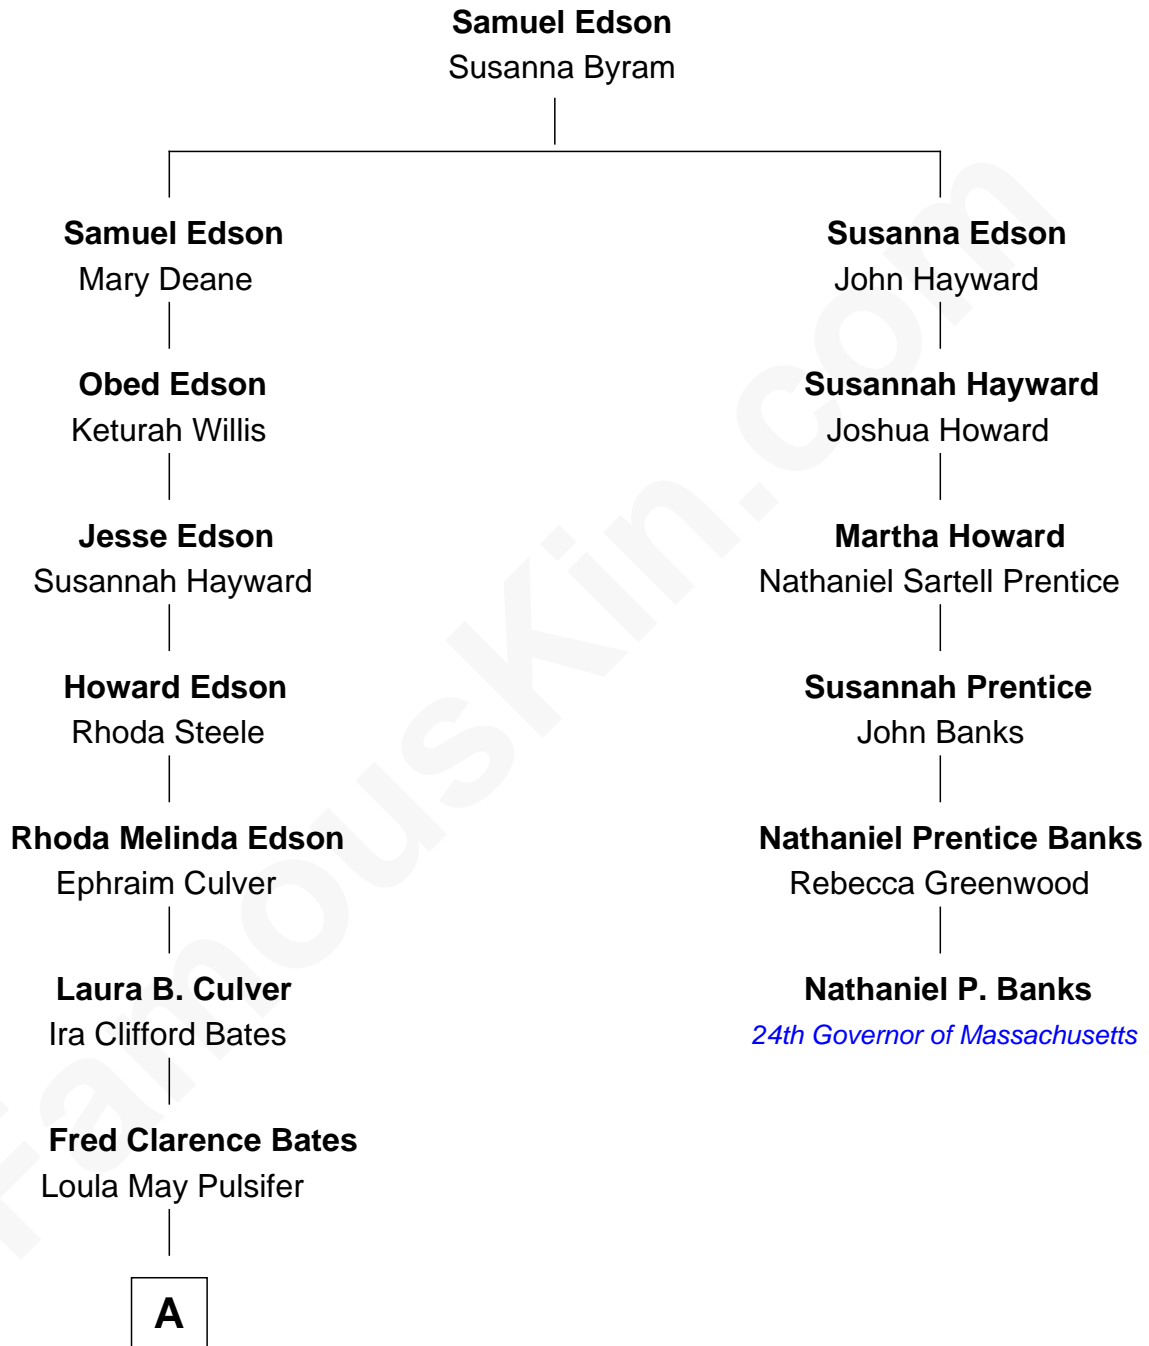 Samuel Edson
Susanna Byram
Samuel Edson
Mary Deane
Susanna Edson
John Hayward
Obed Edson
Keturah Willis
Susannah Hayward
Joshua Howard
Jesse Edson
Susannah Hayward
Martha Howard
Nathaniel Sartell Prentice
Howard Edson
Rhoda Steele
Susannah Prentice
John Banks
Rhoda Melinda Edson
Ephraim Culver
Nathaniel Prentice Banks
Rebecca Greenwood
Laura B. Culver
Ira Clifford Bates
Nathaniel P. Banks
24th Governor of Massachusetts
Fred Clarence Bates
Loula May Pulsifer
A
FamousKin.com